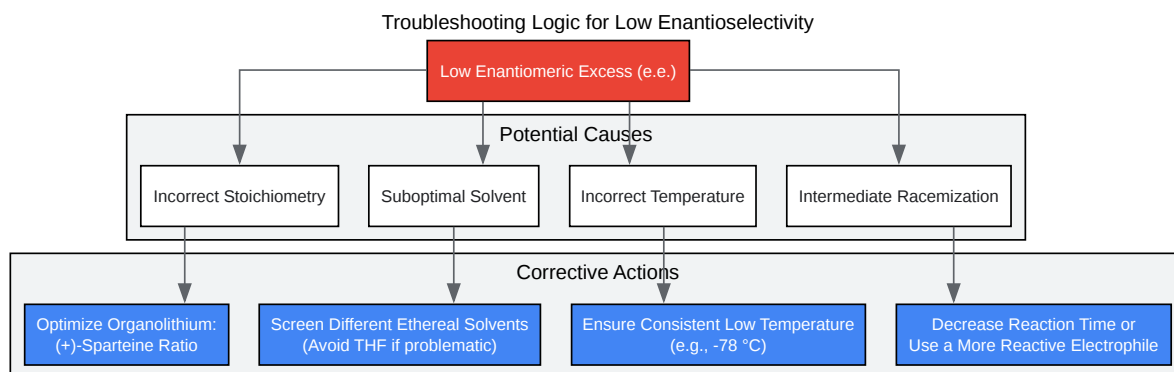 Troubleshooting Logic for Low Enantioselectivity
Low Enantiomeric Excess (e.e.)
Potential Causes
Incorrect Stoichiometry
Suboptimal Solvent
Incorrect Temperature
Intermediate Racemization
Corrective Actions
Optimize Organolithium:
(+)-Sparteine Ratio
Screen Different Ethereal Solvents
(Avoid THF if problematic)
Ensure Consistent Low Temperature
(e.g., -78 °C)
Decrease Reaction Time or
Use a More Reactive Electrophile